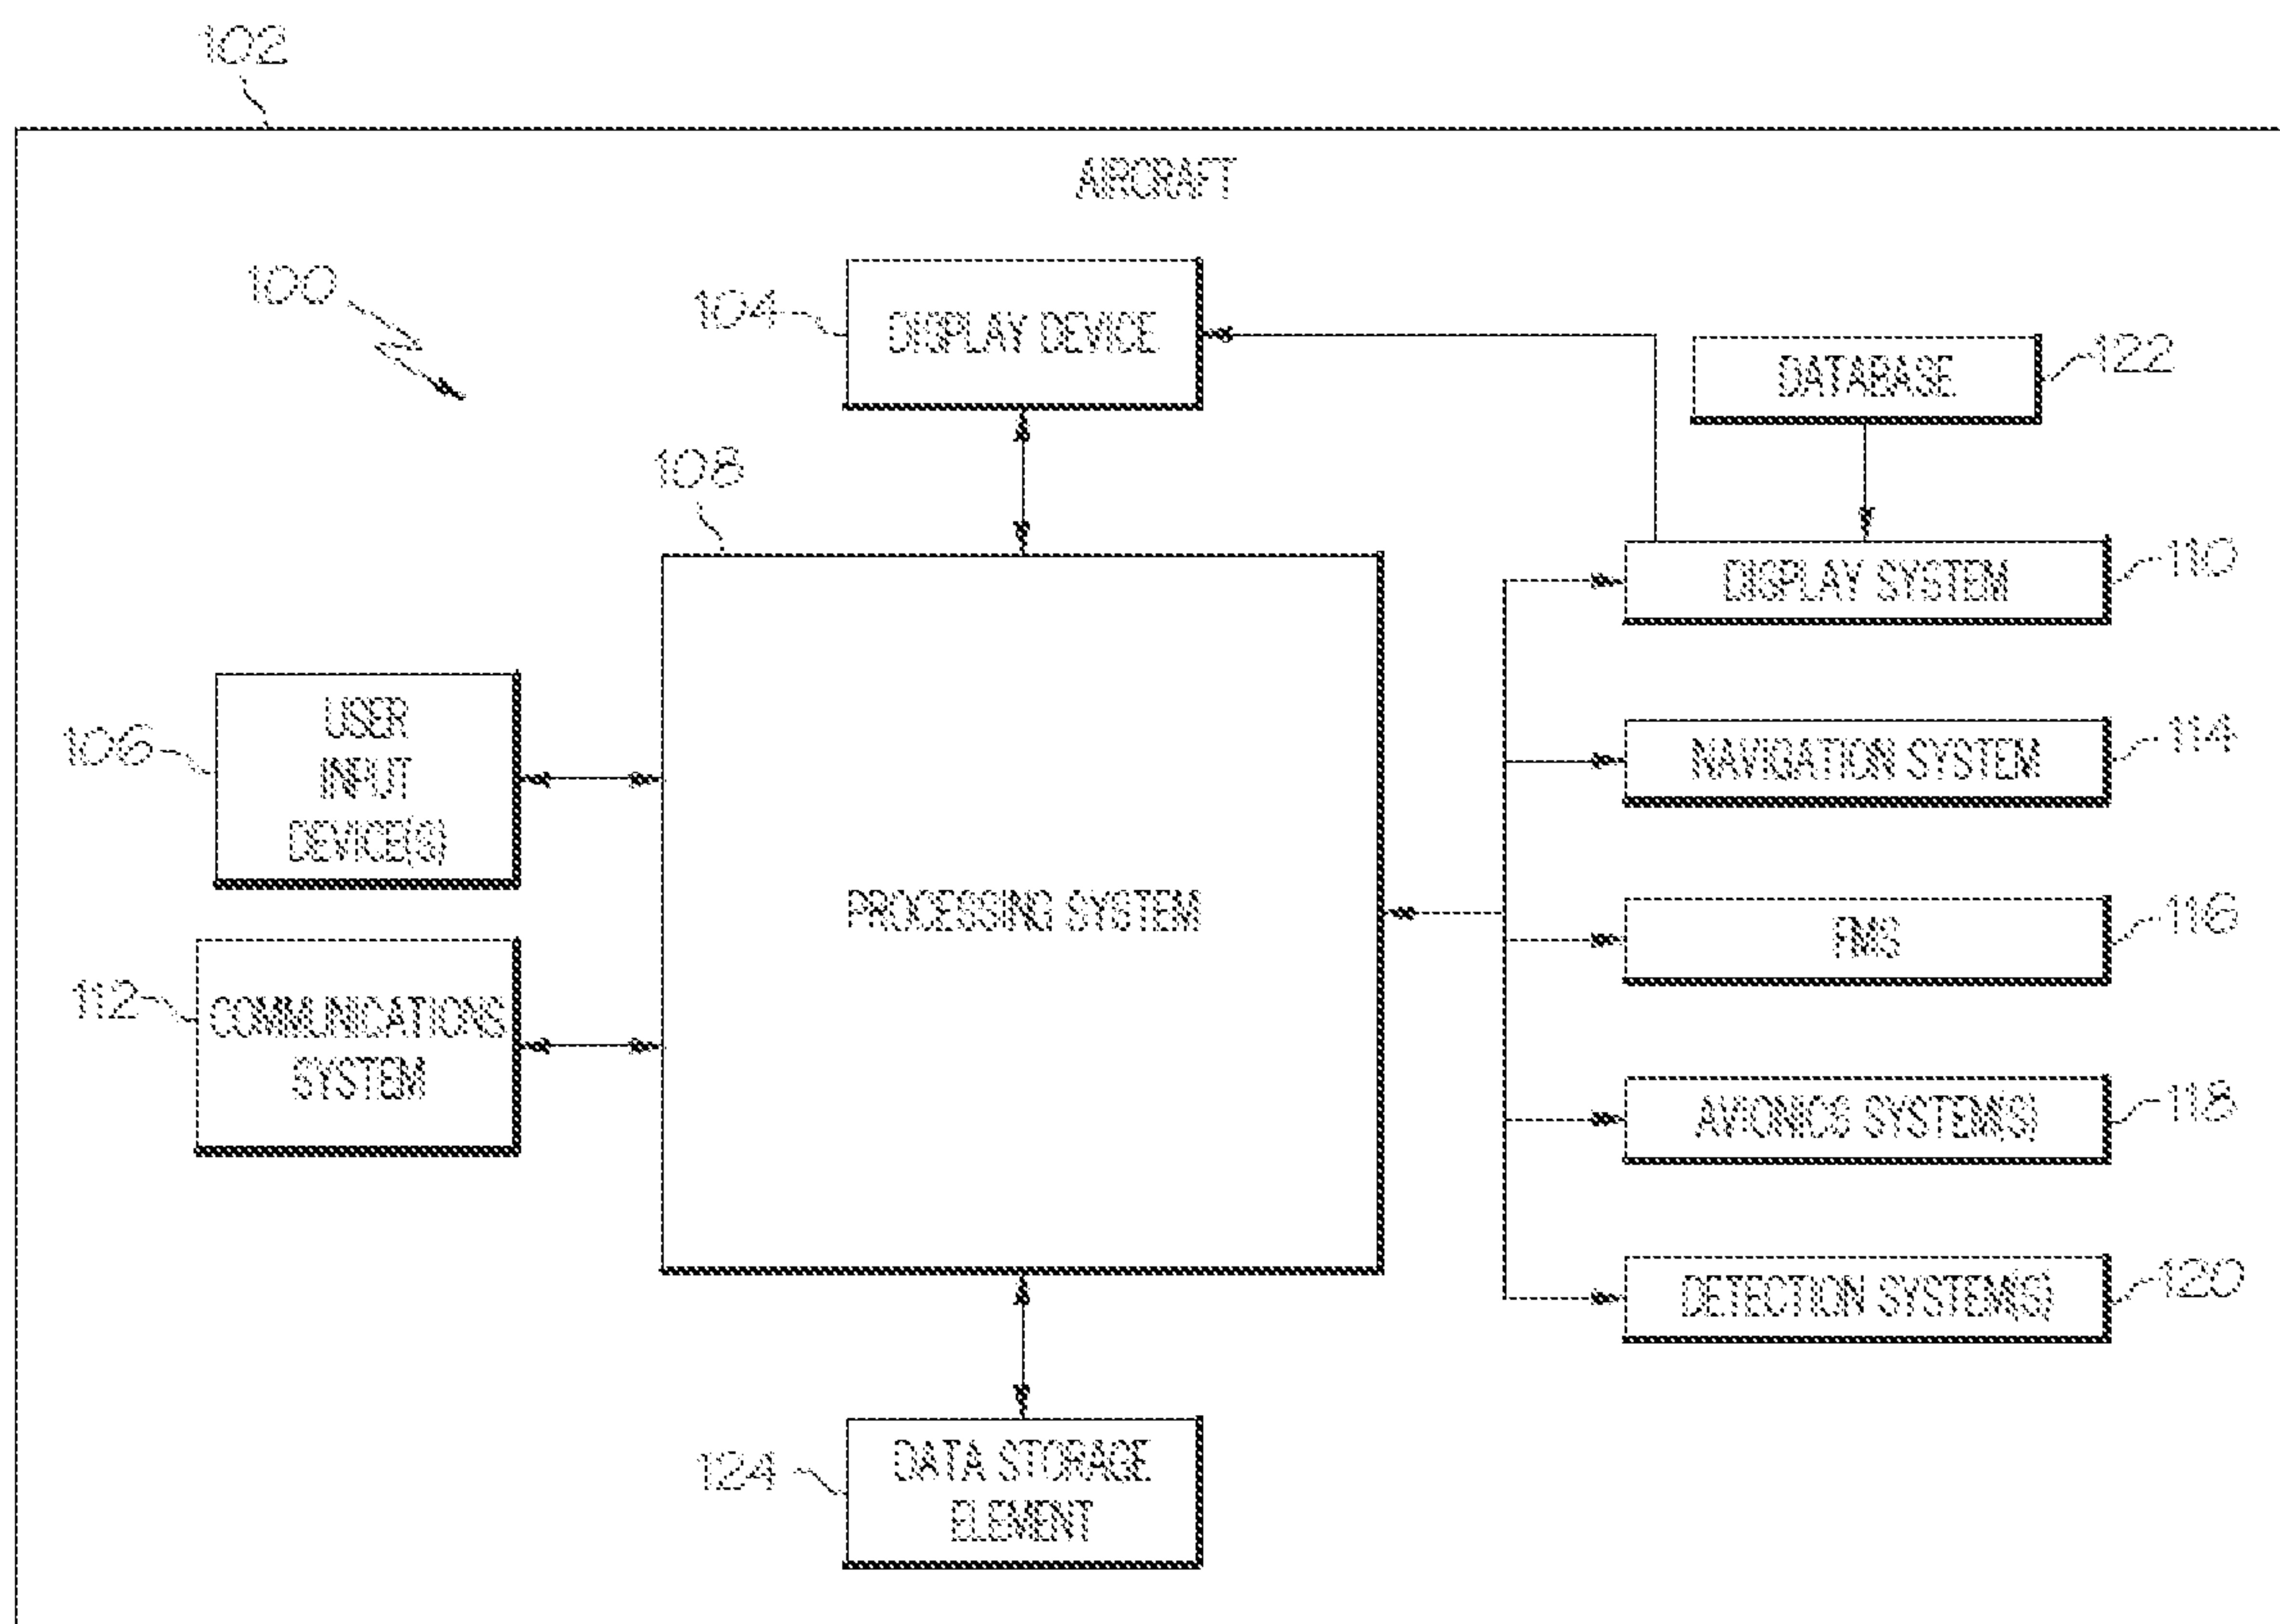 102
AIRCRAFT
100
104
DISPLAY DEVICE
DATABASE
122
108
DISPLAY SYSTEM
110
106
USER
INPUT
DEVICE(S)
NAVIGATION SYSTEM
114
PROCESSING SYSTEM
FMS
116
112
COMMUNICATIONS
SYSTEM
AVIONICS SYSTEM(S)
118
DETECTION SYSTEM(S)
120
124
DATA STORAGE
ELEMENT